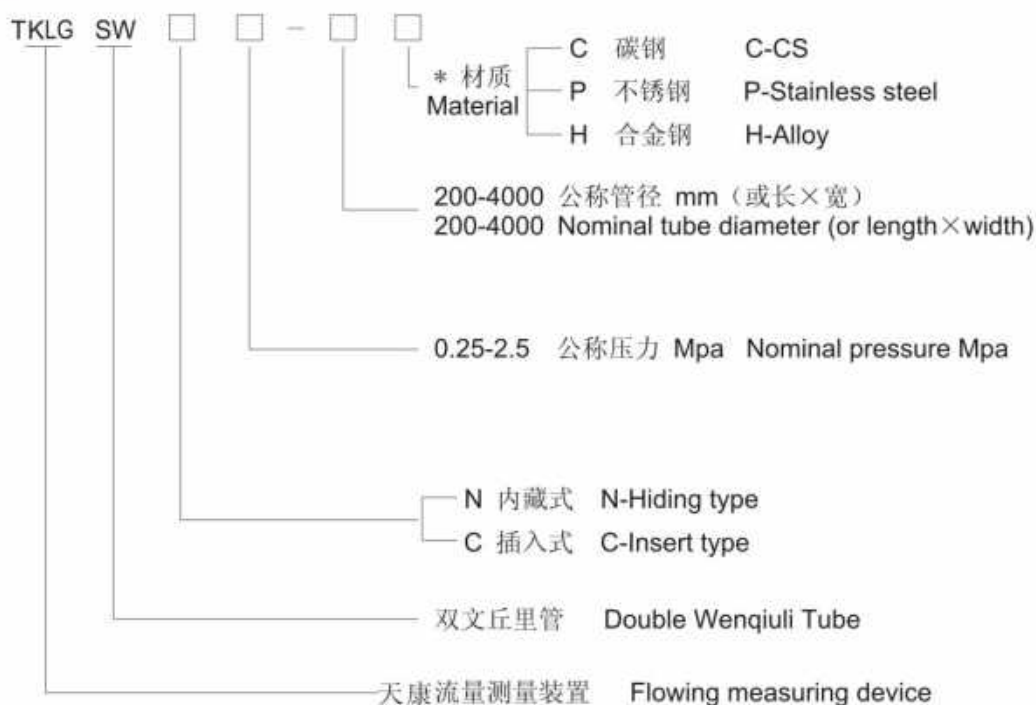 TKLG SW □ □ - □ □
* 材质
Material
C 碳钢 C-CS
P 不锈钢 P-Stainless steel
H 合金钢 H-Alloy
200-4000 公称管径 mm（或长×宽）
200-4000 Nominal tube diameter (or length×width)
0.25-2.5 公称压力 Mpa Nominal pressure Mpa
N 内藏式 N-Hiding type
C 插入式 C-Insert type
双文丘里管 Double Wenqiuli Tube
天康流量测量装置 Flowing measuring device